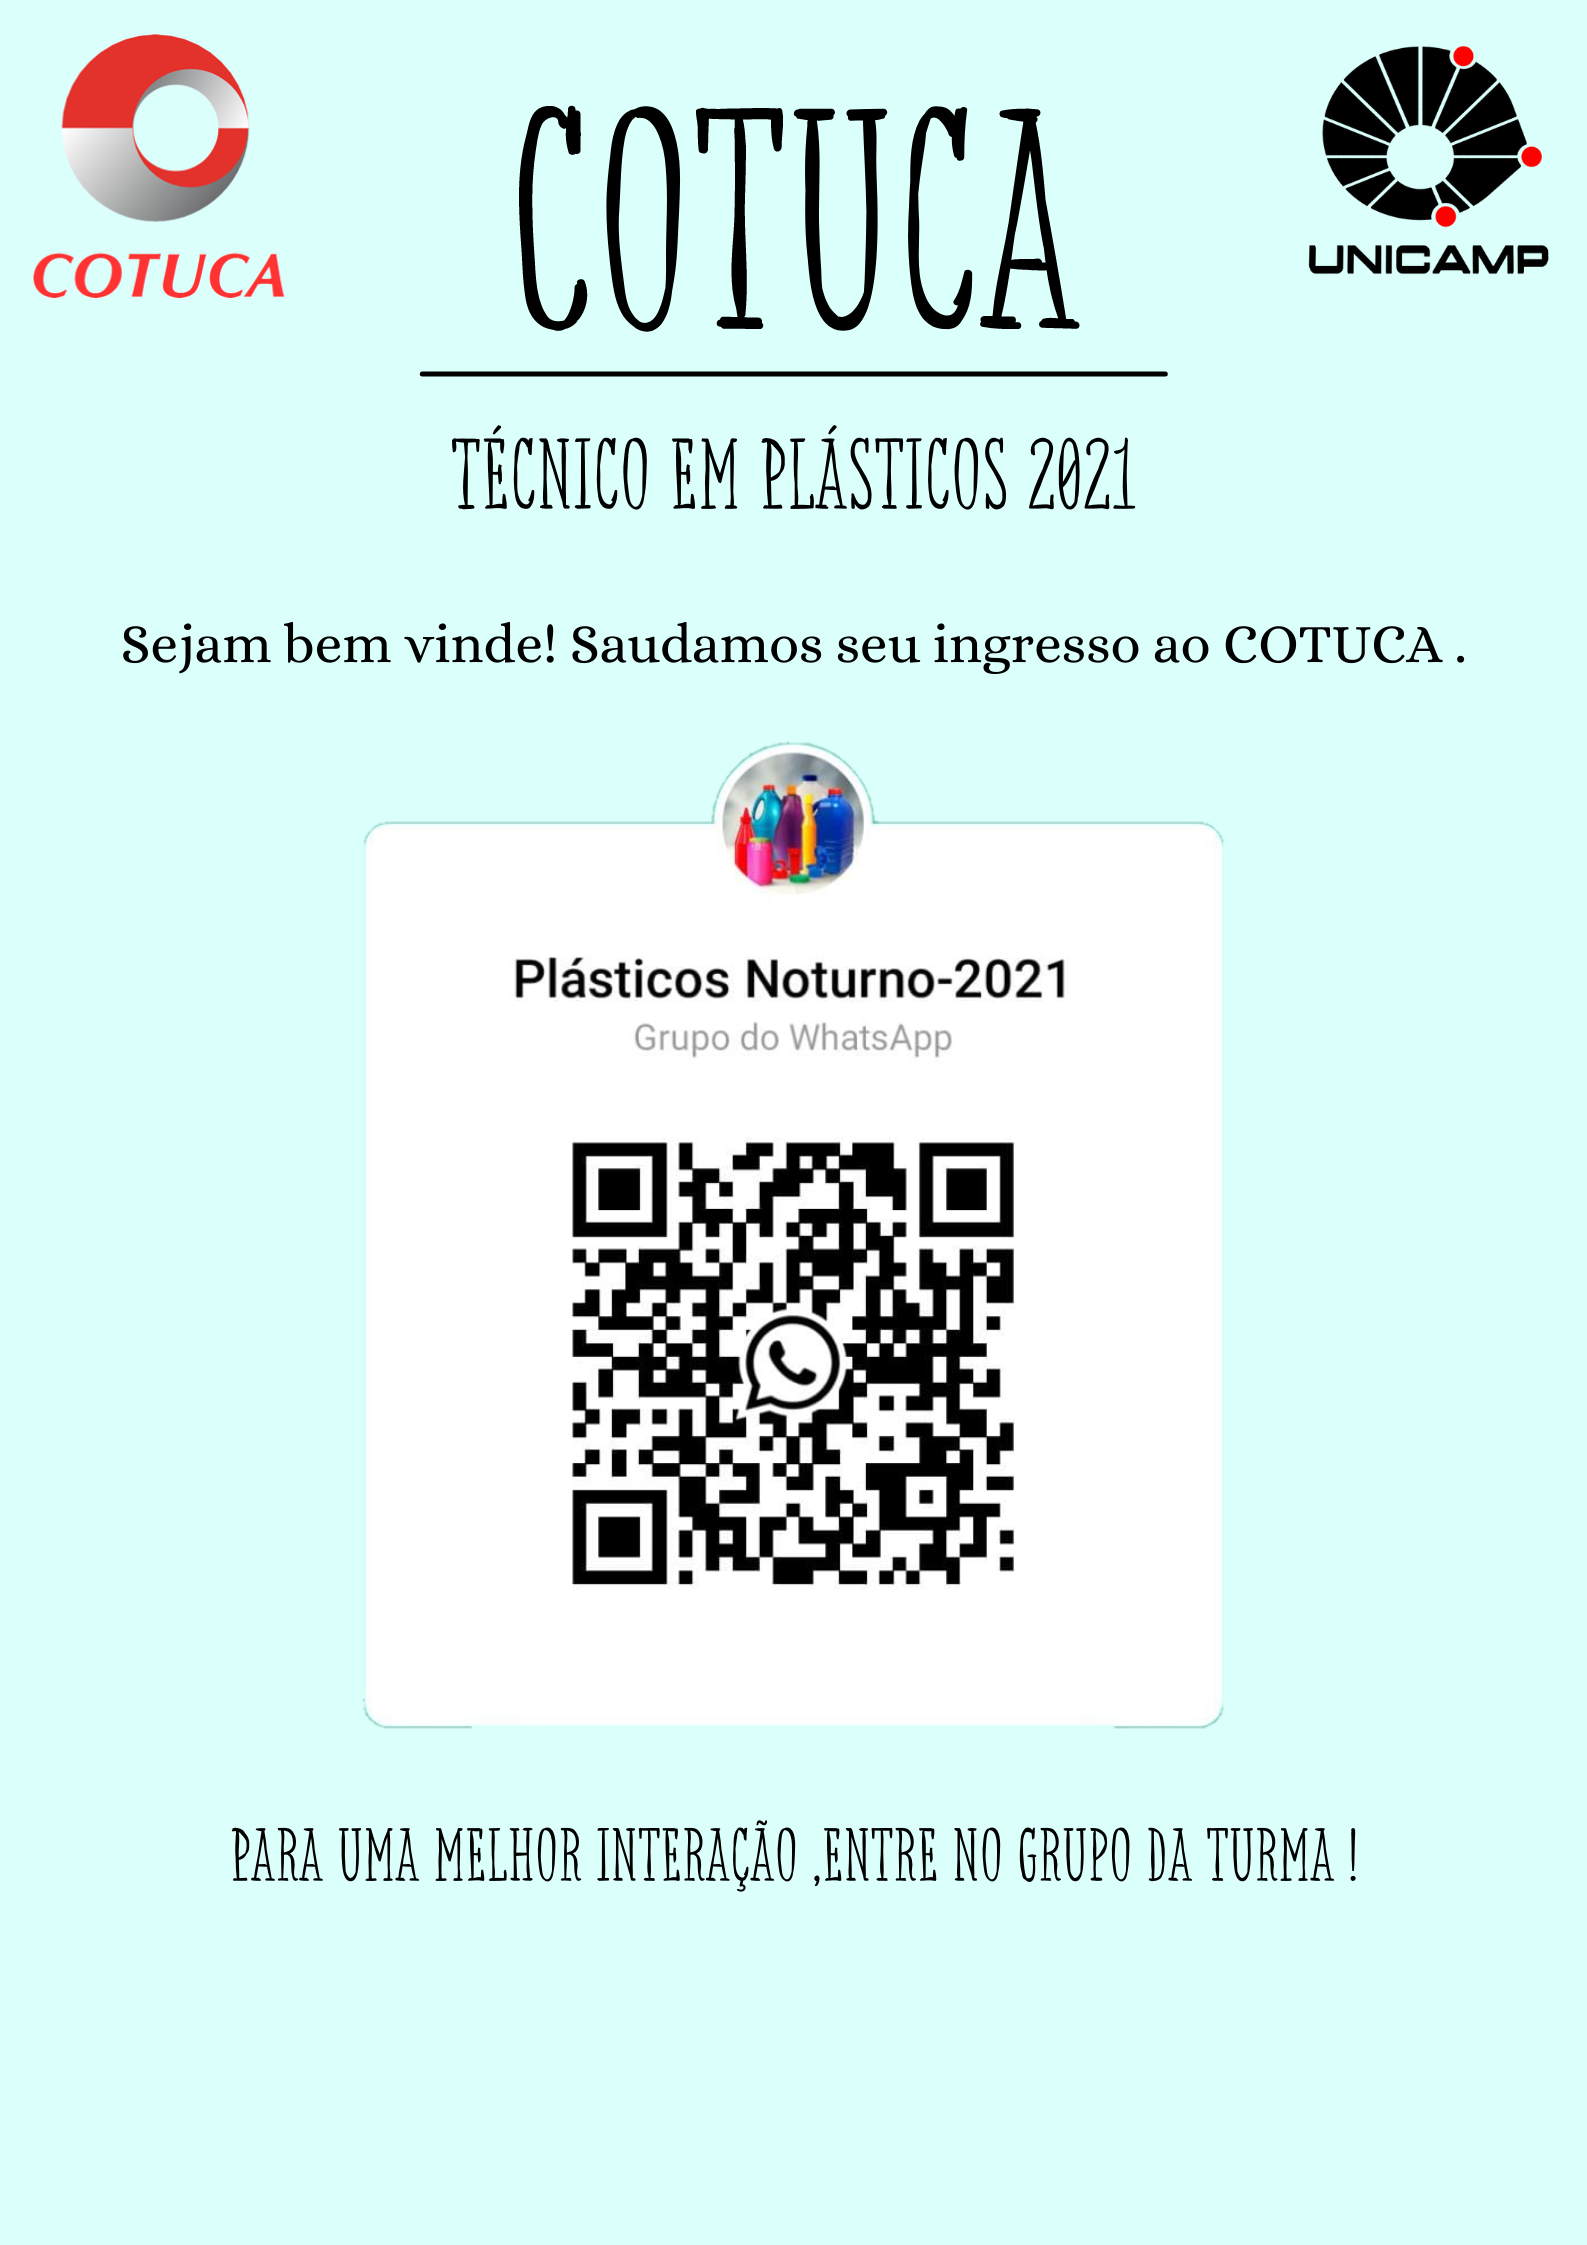 COTUCA
UNICAMP
COTUCA
TÉCNICO EM PLÁSTICOS 2021
Sejam bem vinde! Saudamos seu ingresso ao COTUCA .
Plásticos Noturno-2021
Grupo do WhatsApp
PARA UMA MELHOR INTERAÇÃO ,ENTRE NO GRUPO DA TURMA !